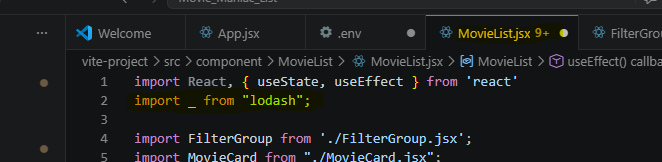 Movie_Maniac_List
Welcome App.jsx .env MovieList.jsx 9+ FilterGroup
vite-project > src > component > MovieList > MovieList.jsx > MovieList > useEffect() callba
1 import React, { useState, useEffect } from 'react'
2 import _ from "lodash";
3
4 import FilterGroup from './FilterGroup.jsx';
5 import MovieCard from "./MovieCard.jsx";